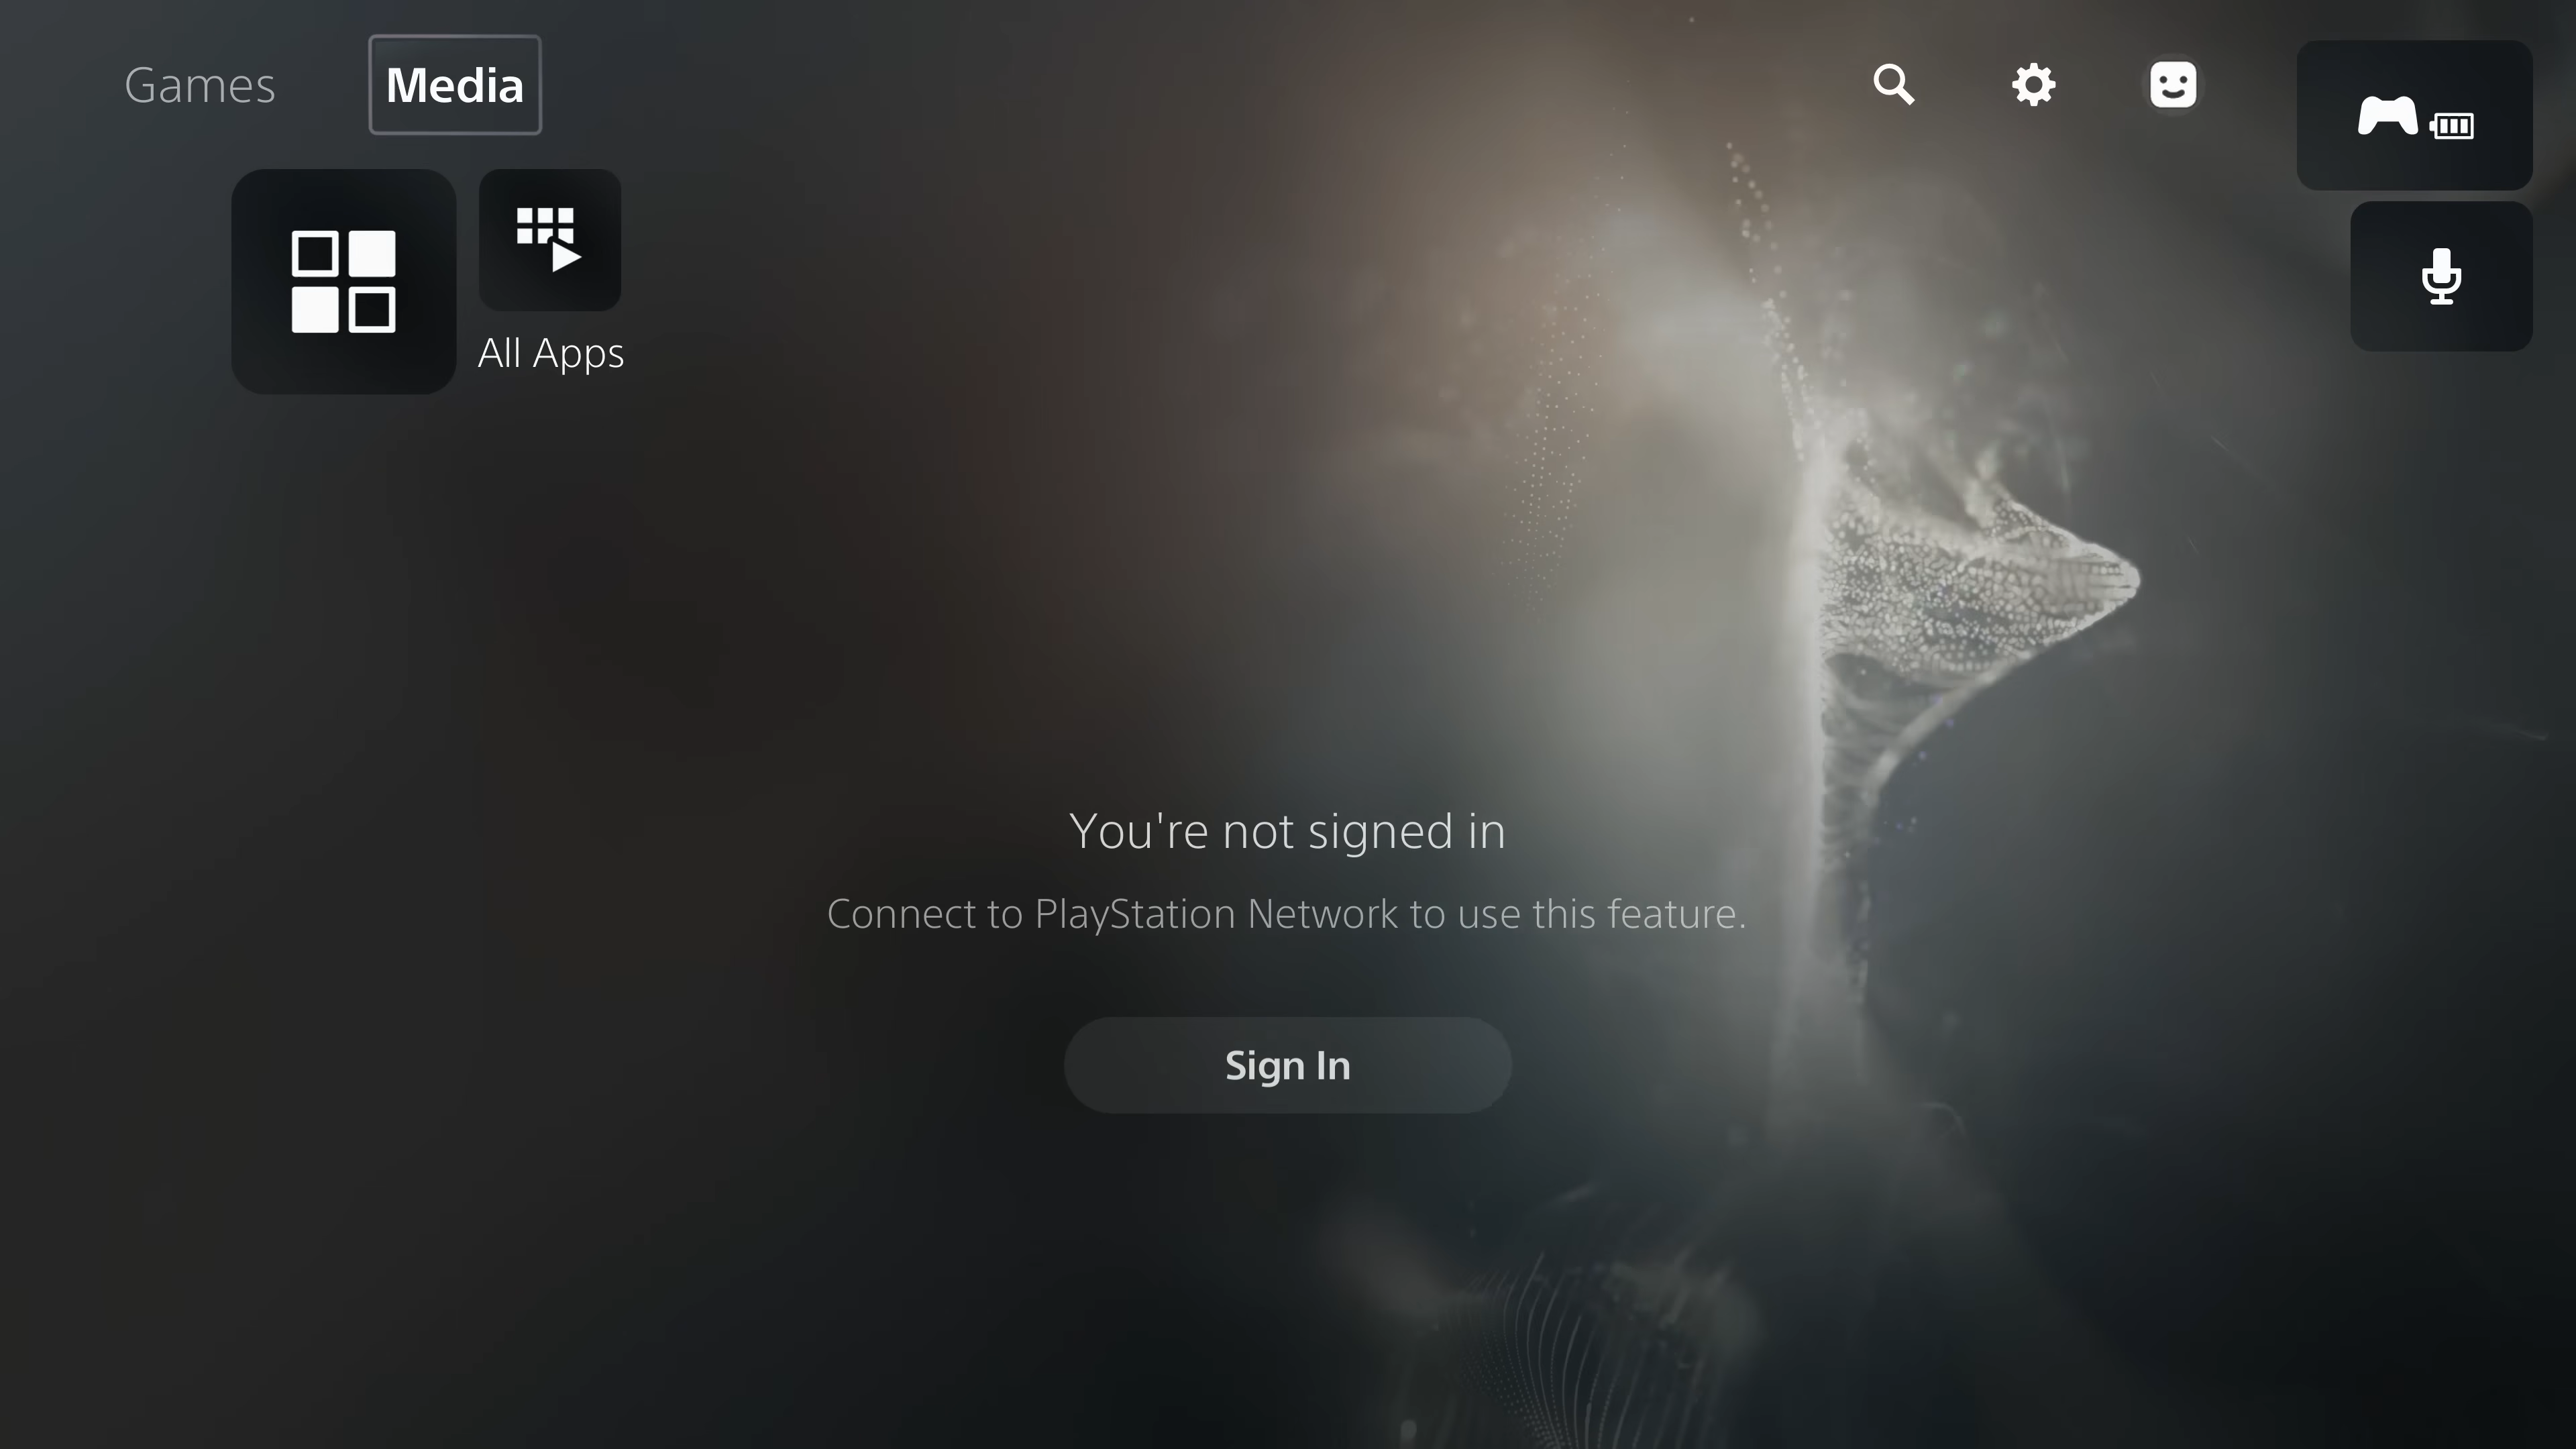 Games
Media
All Apps
You're not signed in
Connect to PlayStation Network to use this feature.
Sign In